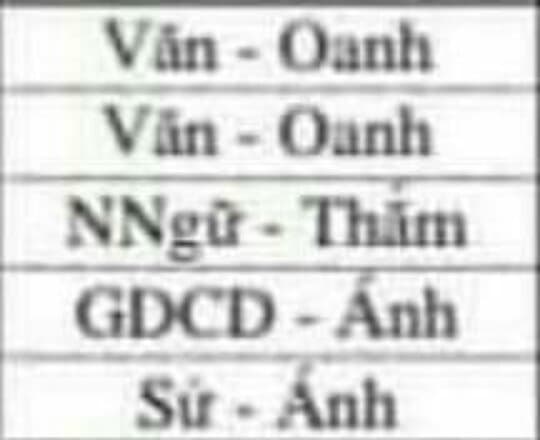 Văn - Oanh
Văn - Oanh
NNgữ - Thắm
GDCD - Ánh
Sử - Ánh